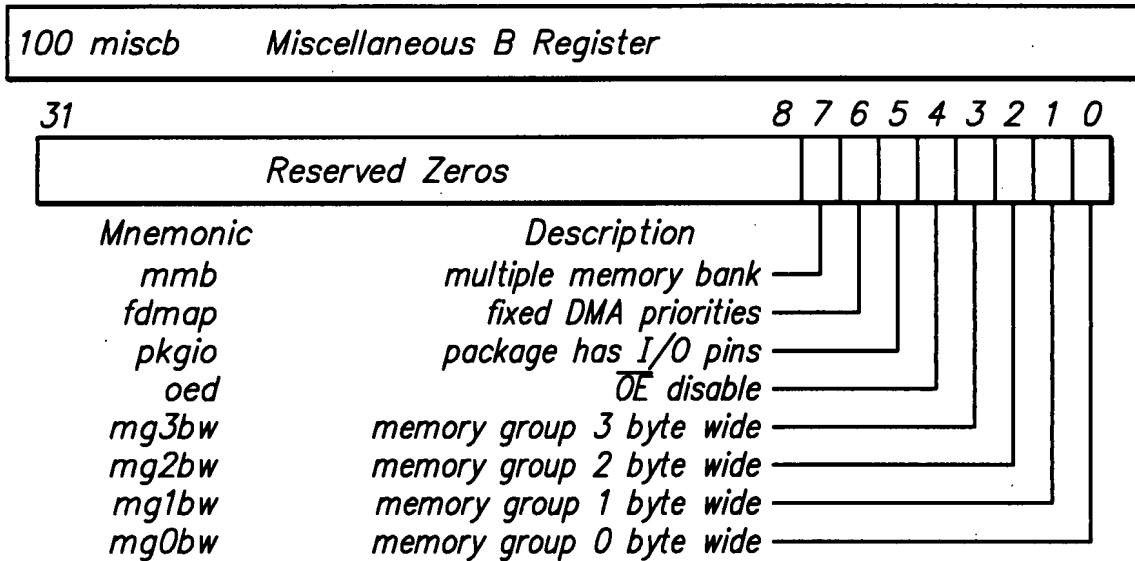 100 miscb Miscellaneous B Register
31 8 7 6 5 4 3 2 1 0
Reserved Zeros
Mnemonic Description
mmb multiple memory bank
fdmap fixed DMA priorities
pkgio package has I/O pins
oed O̅E̅ disable
mg3bw memory group 3 byte wide
mg2bw memory group 2 byte wide
mg1bw memory group 1 byte wide
mg0bw memory group 0 byte wide